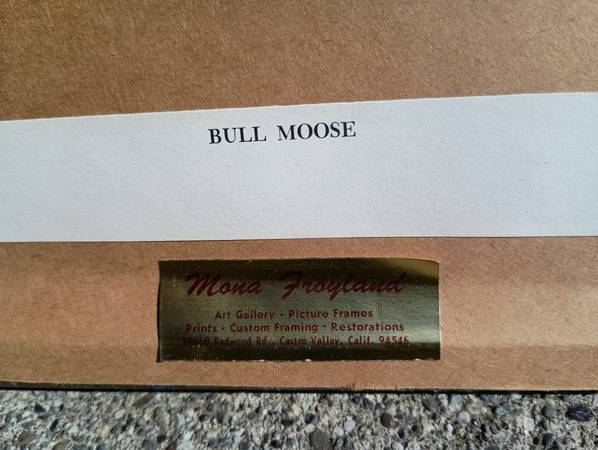 BULL MOOSE
Mona Froyland
Art Gallery - Picture Frames
Prints - Custom Framing - Restorations
Redwood Rd., Castro Valley, Calif. 94546